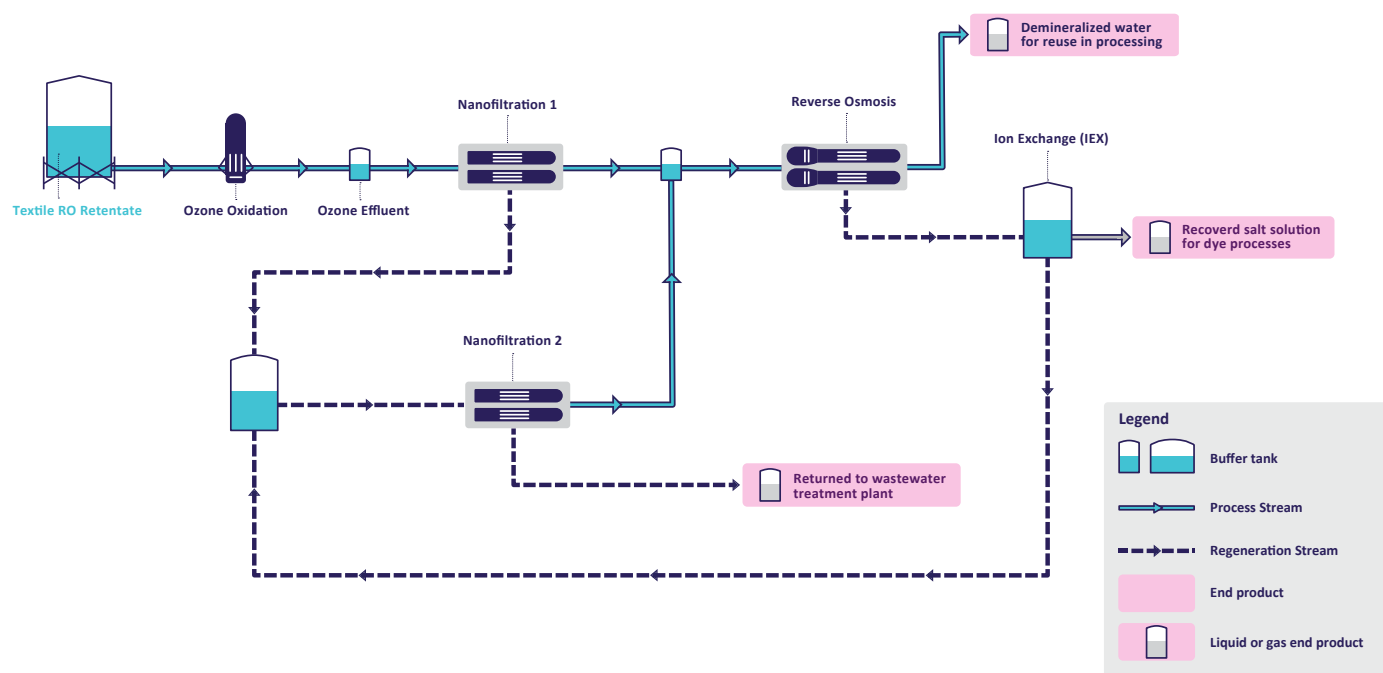 Demineralized water
for reuse in processing
Nanofiltration 1
Reverse Osmosis
Ion Exchange (IEX)
Textile RO Retentate
Ozone Oxidation
Ozone Effluent
Recoverd salt solution
for dye processes
Nanofiltration 2
Returned to wastewater
treatment plant
Legend
Buffer tank
Process Stream
Regeneration Stream
End product
Liquid or gas end product